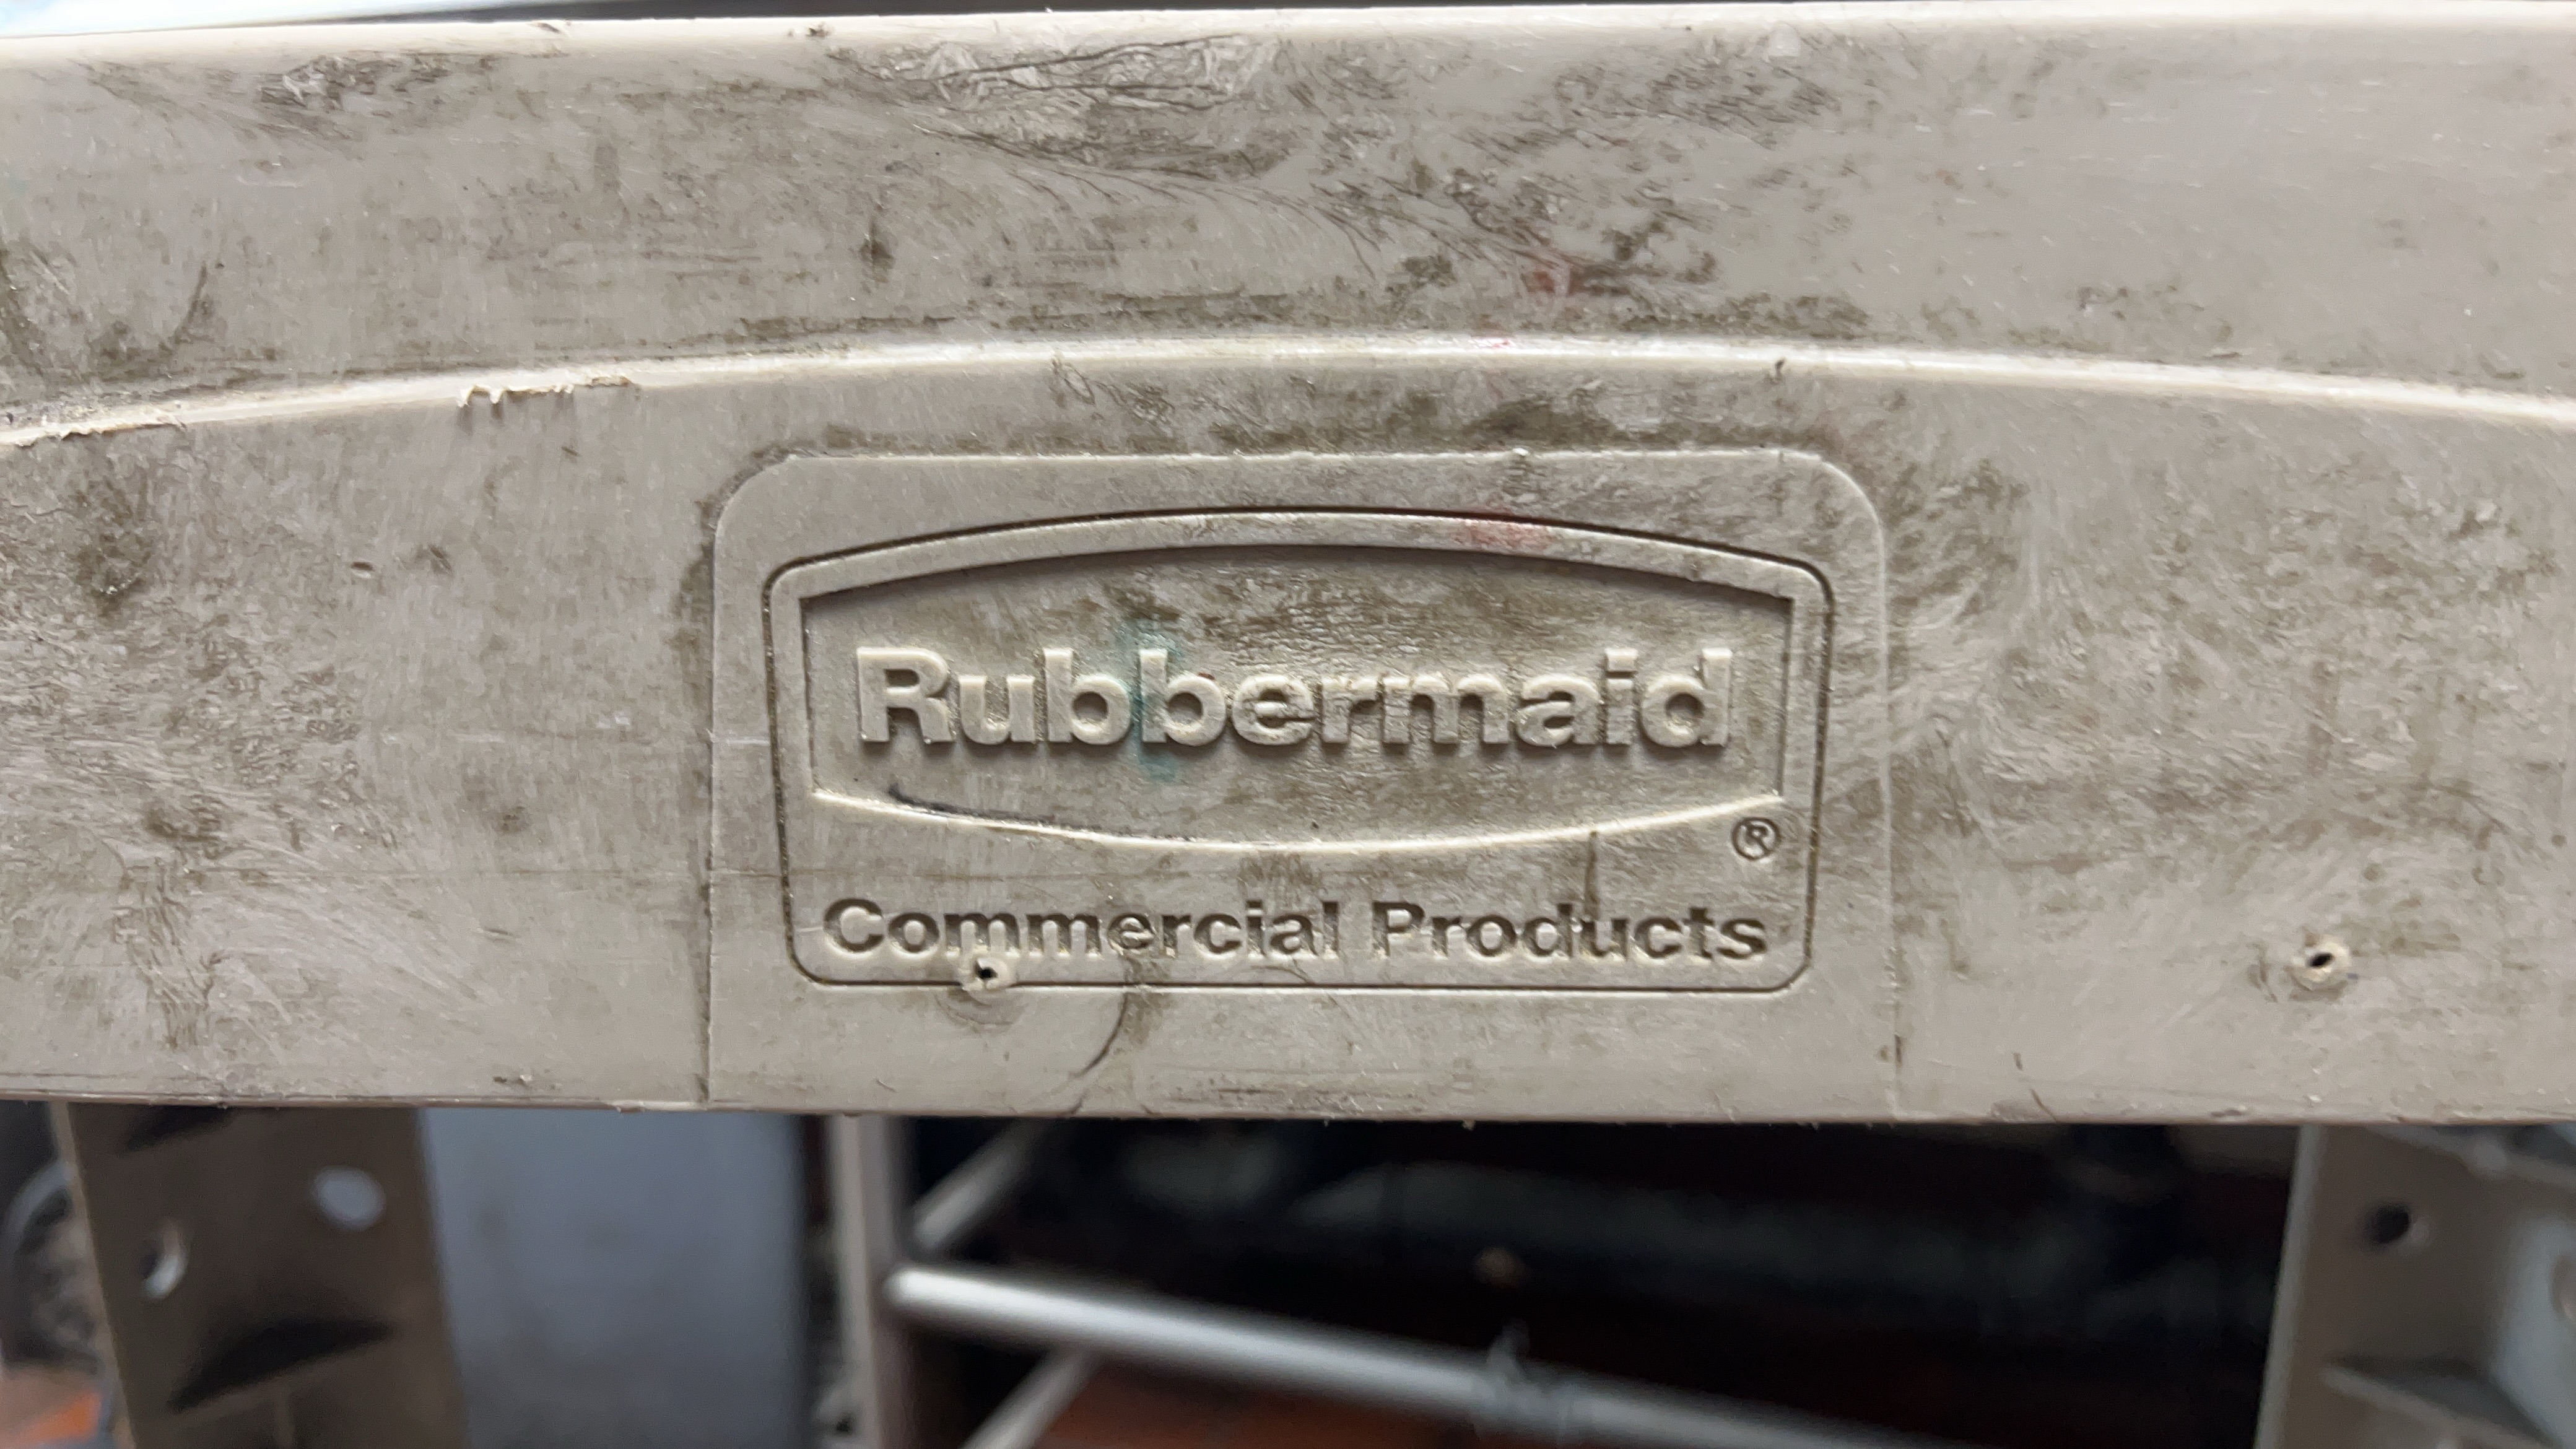 Rubbermaid
®
Commercial Products